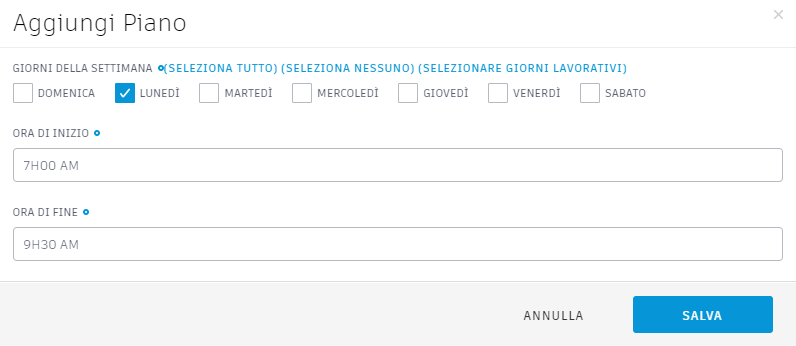 Aggiungi Piano
GIORNI DELLA SETTIMANA (SELEZIONA TUTTO) (SELEZIONA NESSUNO) (SELEZIONARE GIORNI LAVORATIVI)
DOMENICA LUNEDÌ MARTEDÌ MERCOLEDÌ GIOVEDÌ VENERDÌ SABATO
ORA DI INIZIO
7H00 AM
ORA DI FINE
9H30 AM
ANNULLA SALVA